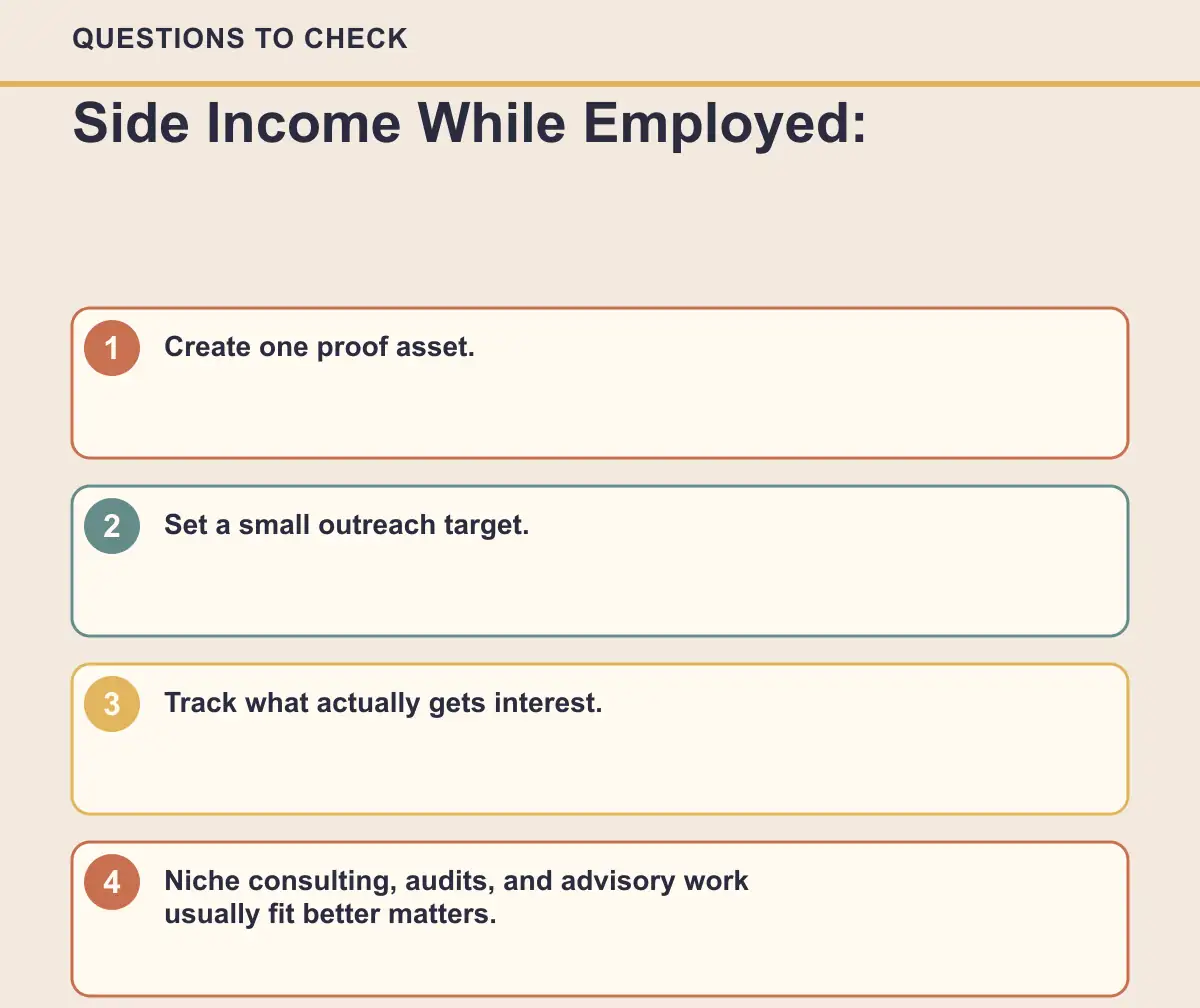 QUESTIONS TO CHECK
Side Income While Employed:
1
Create one proof asset.
2
Set a small outreach target.
3
Track what actually gets interest.
4
Niche consulting, audits, and advisory work
usually fit better matters.